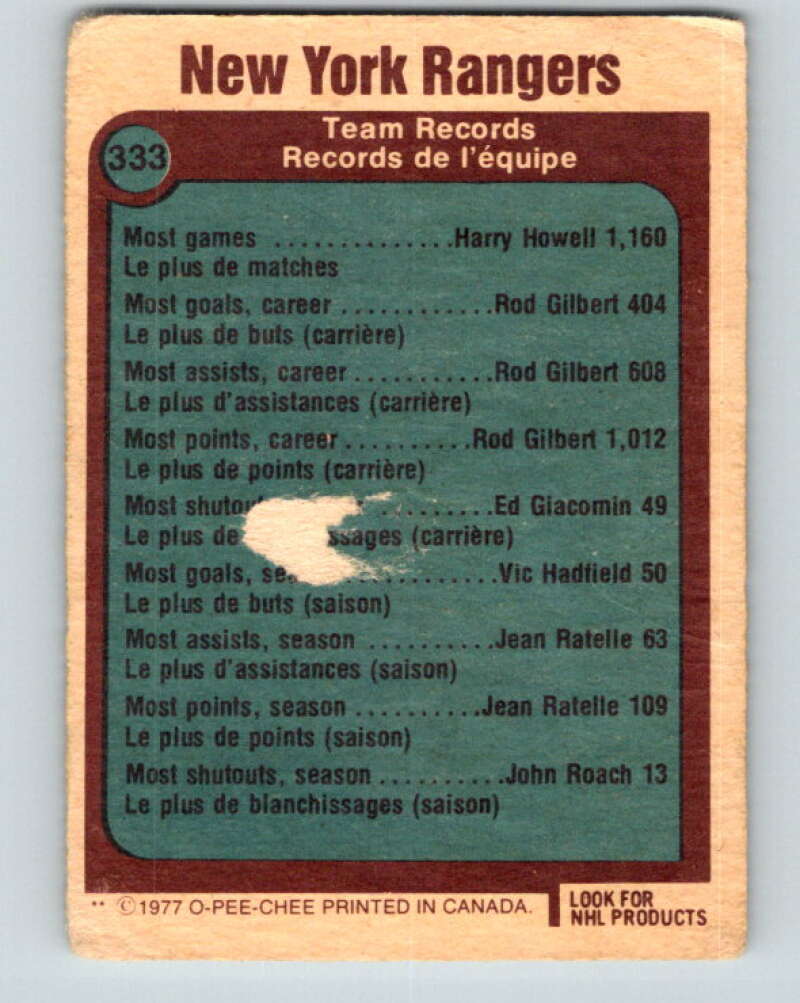 New York Rangers
333
Team Records
Records de l'équipe
Most games ..............Harry Howell 1,160
Le plus de matches
Most goals, career ............Rod Gilbert 404
Le plus de buts (carrière)
Most assists, career...........Rod Gilbert 608
Le plus d'assistances (carrière)
Most points, career..........Rod Gilbert 1,012
Le plus de points (carrière)
Most .........Ed Giacomin 49
Le plus de (carrière)
Most goals, .............Vic Hadfield 50
Le plus de buts (saison)
Most assists, season ..........Jean Ratelle 63
Le plus d'assistances (saison)
Most points, season ..........Jean Ratelle 109
Le plus de points (saison)
Most shutouts, season ..........John Roach 13
Le plus de blanchissages (saison)
** ©1977 O-PEE-CHEE PRINTED IN CANADA.
LOOK FOR
NHL PRODUCTS